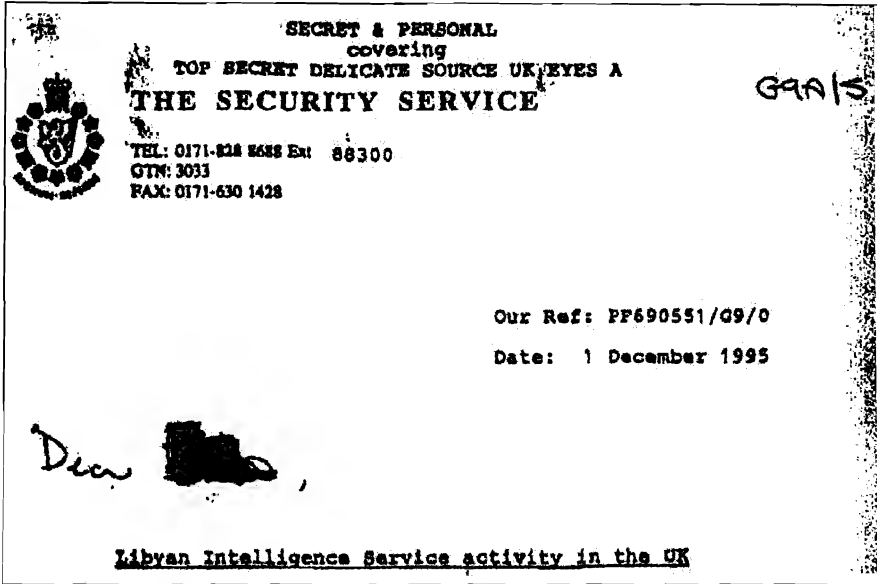 SECRET & PERSONAL
covering
TOP SECRET DELICATE SOURCE UK EYES A
THE SECURITY SERVICE
G9A/5
TEL: 0171-828 8688 Ext 88300
GTN: 3033
FAX: 0171-630 1428
Our Ref: PF690551/G9/0
Date: 1 December 1995
Dear
,
Libyan Intelligence Service activity in the UK